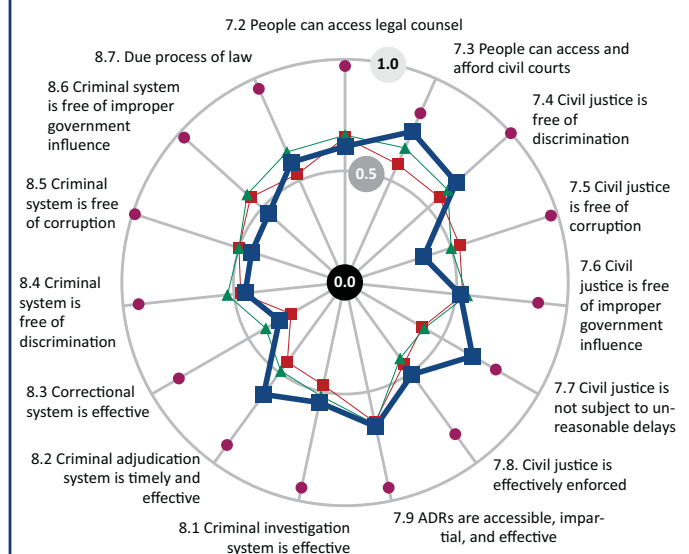 7.2 People can access legal counsel
7.3 People can access and
afford civil courts
7.4 Civil justice is
free of
discrimination
7.5 Civil justice
is free of
corruption
7.6 Civil
justice is free
of improper
government
influence
7.7 Civil justice is
not subject to un-
reasonable delays
7.8. Civil justice is
effectively enforced
7.9 ADRs are accessible, impar-
tial, and effective
8.1 Criminal investigation
system is effective
8.2 Criminal adjudication
system is timely and
effective
8.3 Correctional
system is effective
8.4 Criminal
system is
free of
discrimination
8.5 Criminal
system is free
of corruption
8.6 Criminal system
is free of improper
government
influence
8.7. Due process of law
1.0
0.5
0.0